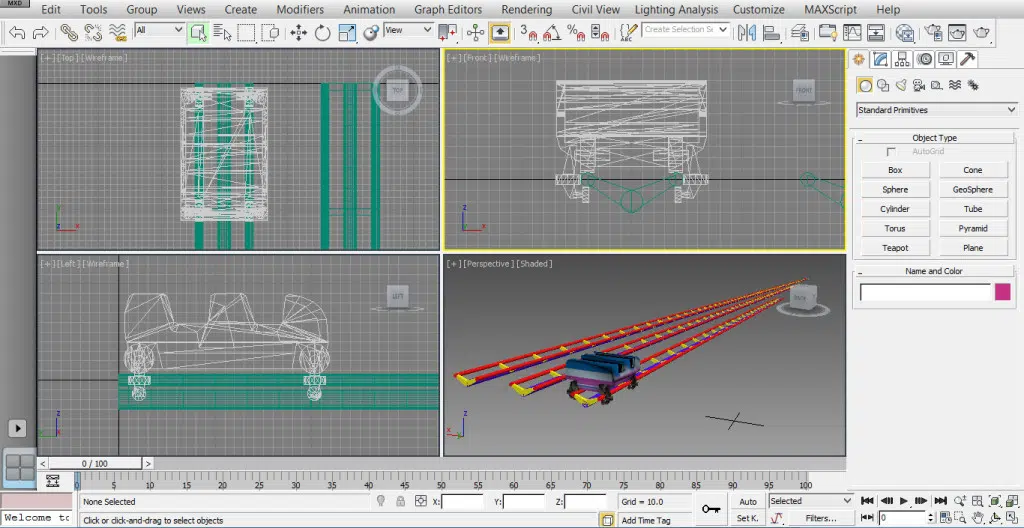 MXD
Edit Tools Group Views Create Modifiers Animation Graph Editors Rendering Civil View Lighting Analysis Customize MAXScript Help
All View 3 % ABC Create Selection Se
[+] [Top] [Wireframe]
TOP
[+] [Front] [Wireframe]
FRONT
Standard Primitives
Object Type
AutoGrid
Box Cone
Sphere GeoSphere
Cylinder Tube
Torus Pyramid
Teapot Plane
Name and Color
[+] [Left] [Wireframe]
LEFT
[+] [Perspective] [Shaded]
z
y
x
< 0 / 100 >
0 5 10 15 20 25 30 35 40 45 50 55 60 65 70 75 80 85 90 95 100
None Selected X: Y: Z: Grid = 10.0 Auto Selected
Welcome to Click or click-and-drag to select objects Add Time Tag Set K. Filters... 0